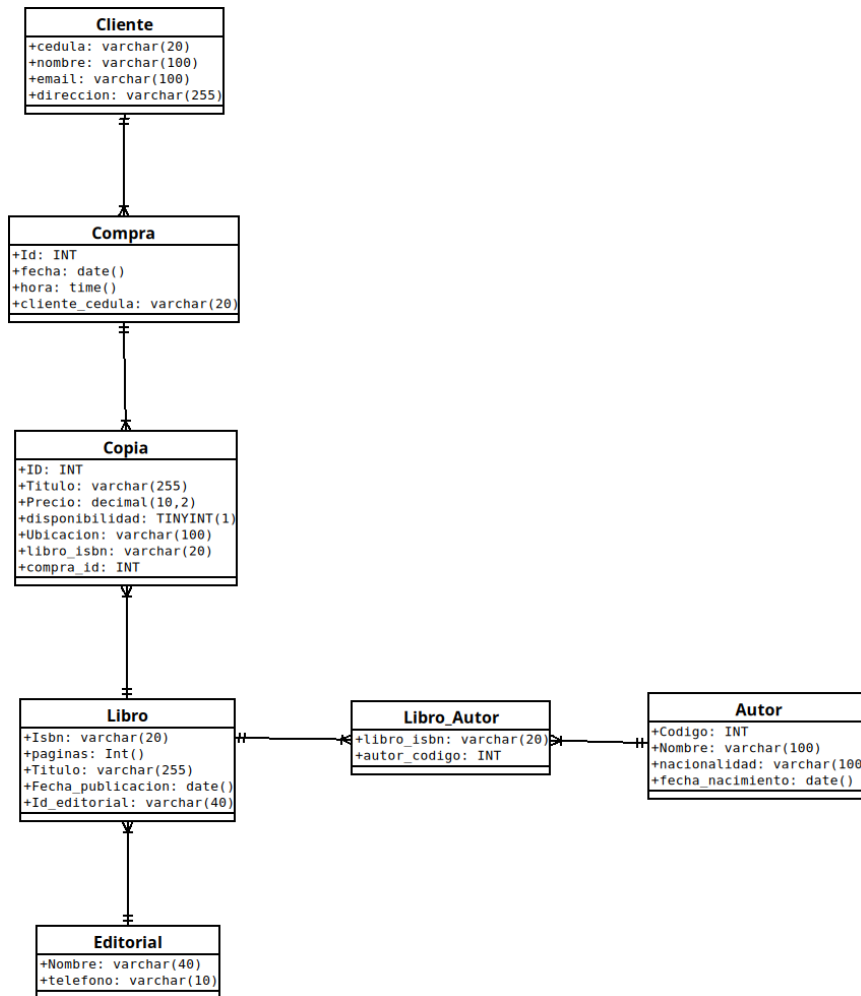 Cliente
+cedula: varchar(20)
+nombre: varchar(100)
+email: varchar(100)
+direccion: varchar(255)
Compra
+Id: INT
+fecha: date()
+hora: time()
+cliente_cedula: varchar(20)
Copia
+ID: INT
+Titulo: varchar(255)
+Precio: decimal(10,2)
+disponibilidad: TINYINT(1)
+Ubicacion: varchar(100)
+libro_isbn: varchar(20)
+compra_id: INT
Libro
+Isbn: varchar(20)
+paginas: Int()
+Titulo: varchar(255)
+Fecha_publicacion: date()
+Id_editorial: varchar(40)
Libro_Autor
+libro_isbn: varchar(20)
+autor_codigo: INT
Autor
+Codigo: INT
+Nombre: varchar(100)
+nacionalidad: varchar(100
+fecha_nacimiento: date()
Editorial
+Nombre: varchar(40)
+telefono: varchar(10)